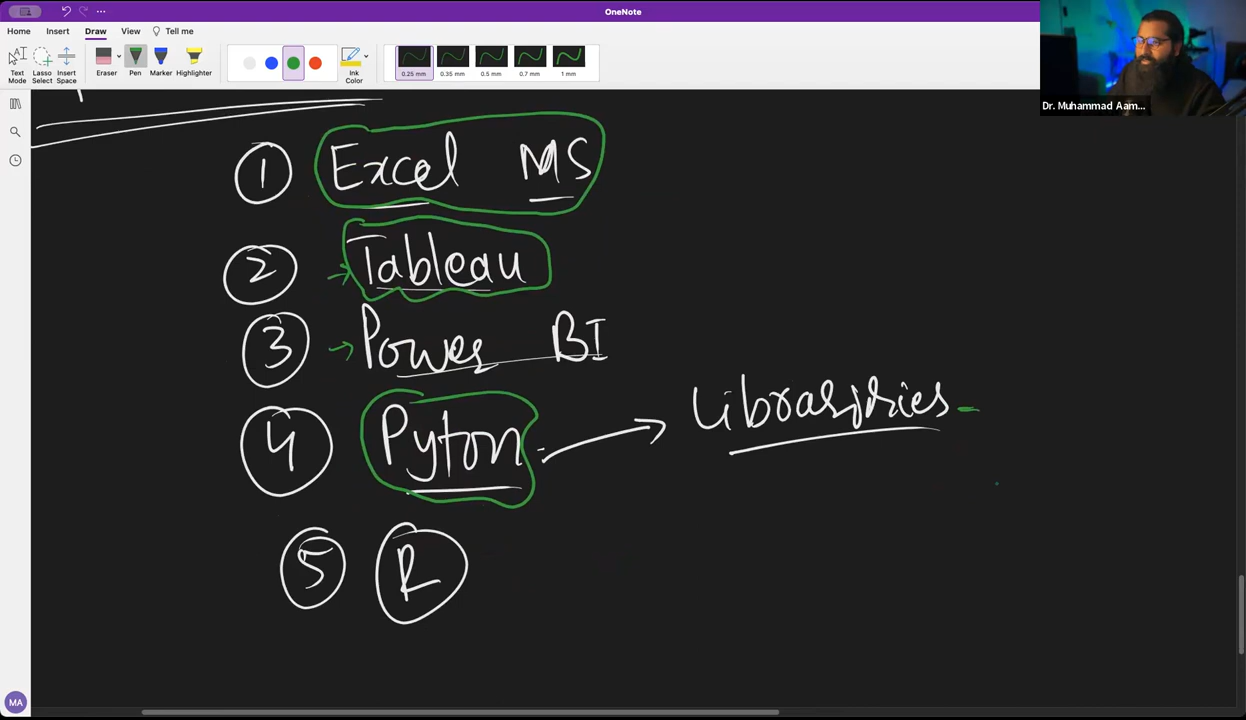 OneNote
Home Insert Draw View Tell me
Text Mode Lasso Select Insert Space Eraser Pen Marker Highlighter Ink Color 0.25 mm 0.35 mm 0.5 mm 0.7 mm 1 mm
Dr. Muhammad Aam...
1 Excel MS
2 Tableau
3 Power BI
4 Pyton
5 R
MA